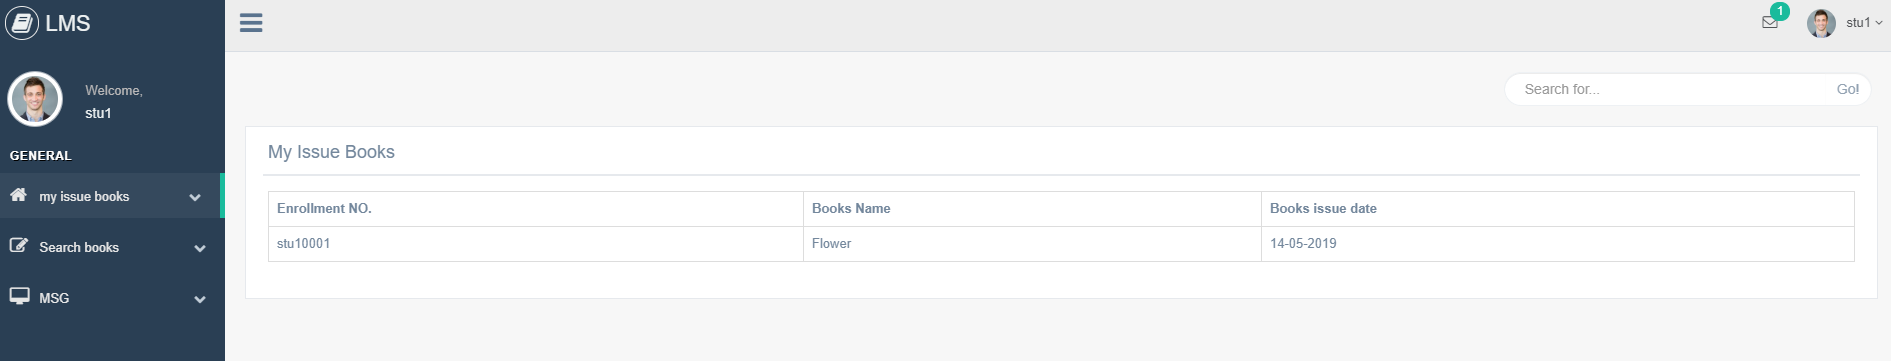 LMS
1
stu1
Welcome,
stu1
Search for...
Go!
GENERAL
my issue books
Search books
MSG
My Issue Books
Enrollment NO. Books Name Books issue date
stu10001 Flower 14-05-2019